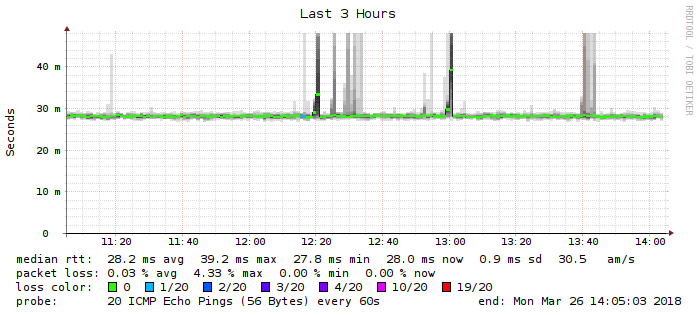 Last 3 Hours
RRDTOOL / TOBI OETIKER
Seconds
40 m
30 m
20 m
10 m
0
11:20 11:40 12:00 12:20 12:40 13:00 13:20 13:40 14:00
median rtt: 28.2 ms avg 39.2 ms max 27.8 ms min 28.0 ms now 0.9 ms sd 30.5 am/s
packet loss: 0.03 % avg 4.33 % max 0.00 % min 0.00 % now
loss color: 0 1/20 2/20 3/20 4/20 10/20 19/20
probe: 20 ICMP Echo Pings (56 Bytes) every 60s end: Mon Mar 26 14:05:03 2018